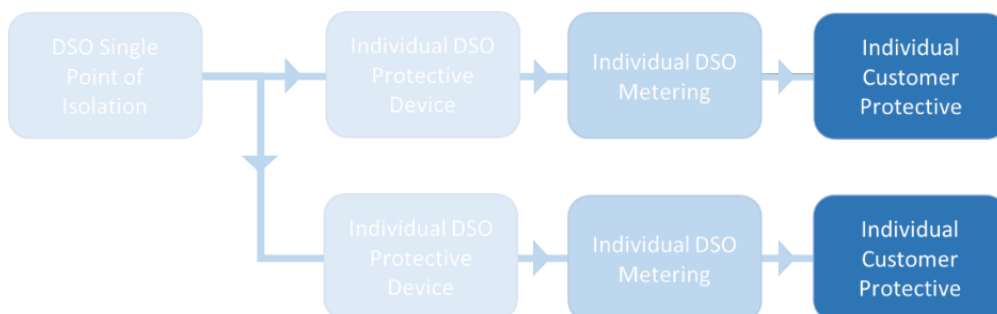 DSO Single
Point of
Isolation
Individual DSO
Protective
Device
Individual DSO
Metering
Individual
Customer
Protective
Individual DSO
Protective
Device
Individual DSO
Metering
Individual
Customer
Protective